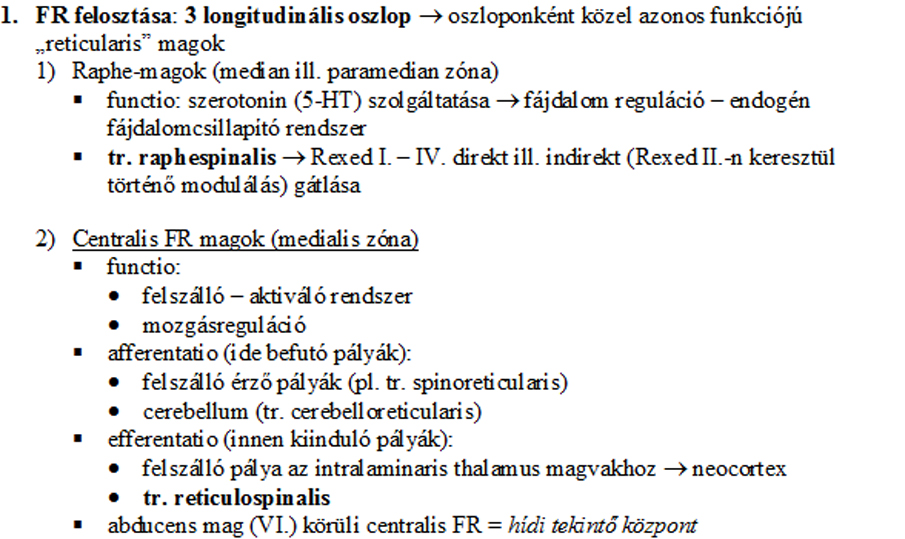 1. FR felosztása: 3 longitudinális oszlop → oszloponként közel azonos funkciójú
„reticularis” magok
1) Raphe-magok (median ill. paramedian zóna)
▪ functio: szerotonin (5-HT) szolgáltatása → fájdalom reguláció – endogén
fájdalomcsillapító rendszer
▪ tr. raphespinalis → Rexed I. – IV. direkt ill. indirekt (Rexed II.-n keresztül
történő modulálás) gátlása
2) Centralis FR magok (medialis zóna)
▪ functio:
• felszálló – aktiváló rendszer
• mozgásreguláció
▪ afferentatio (ide befutó pályák):
• felszálló érző pályák (pl. tr. spinoreticularis)
• cerebellum (tr. cerebelloreticularis)
▪ efferentatio (innen kiinduló pályák):
• felszálló pálya az intralaminaris thalamus magvakhoz → neocortex
• tr. reticulospinalis
▪ abducens mag (VI.) körüli centralis FR = hídi tekintő központ